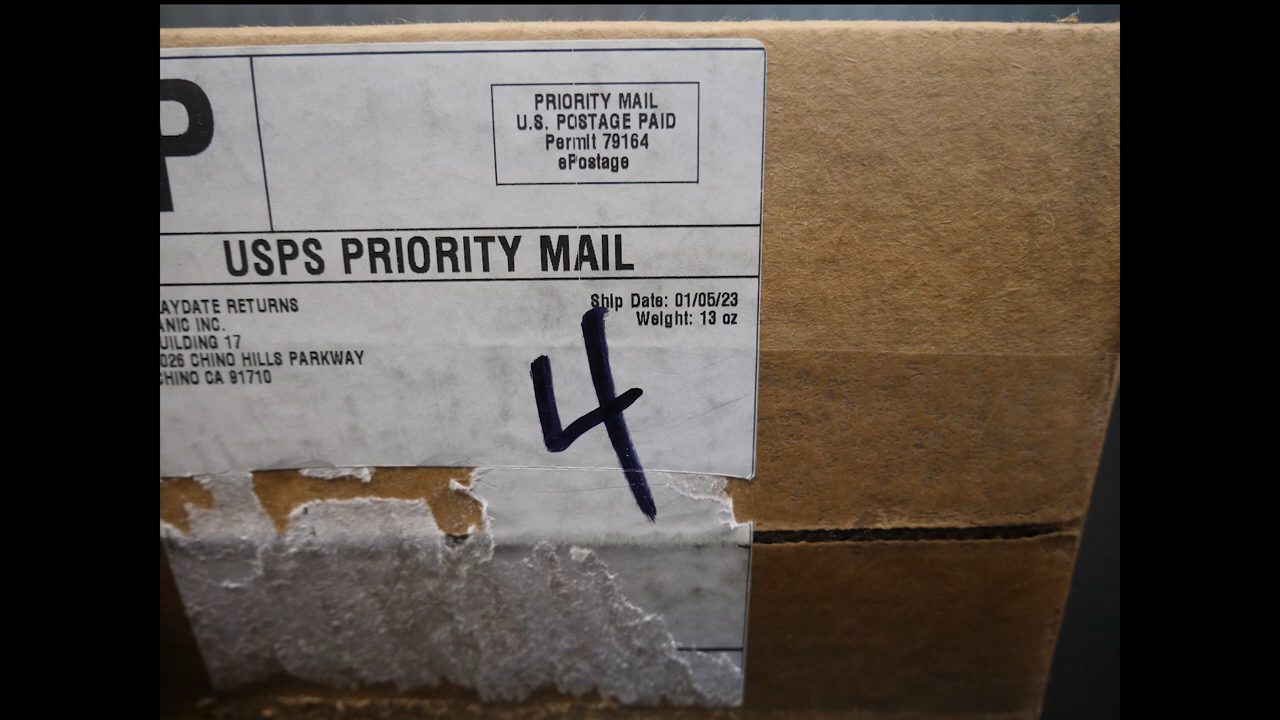 P
PRIORITY MAIL
U.S. POSTAGE PAID
Permit 79164
ePostage
USPS PRIORITY MAIL
Ship Date: 01/05/23
Weight: 13 oz
AYDATE RETURNS
ANIC INC.
UILDING 17
026 CHINO HILLS PARKWAY
CHINO CA 91710
4